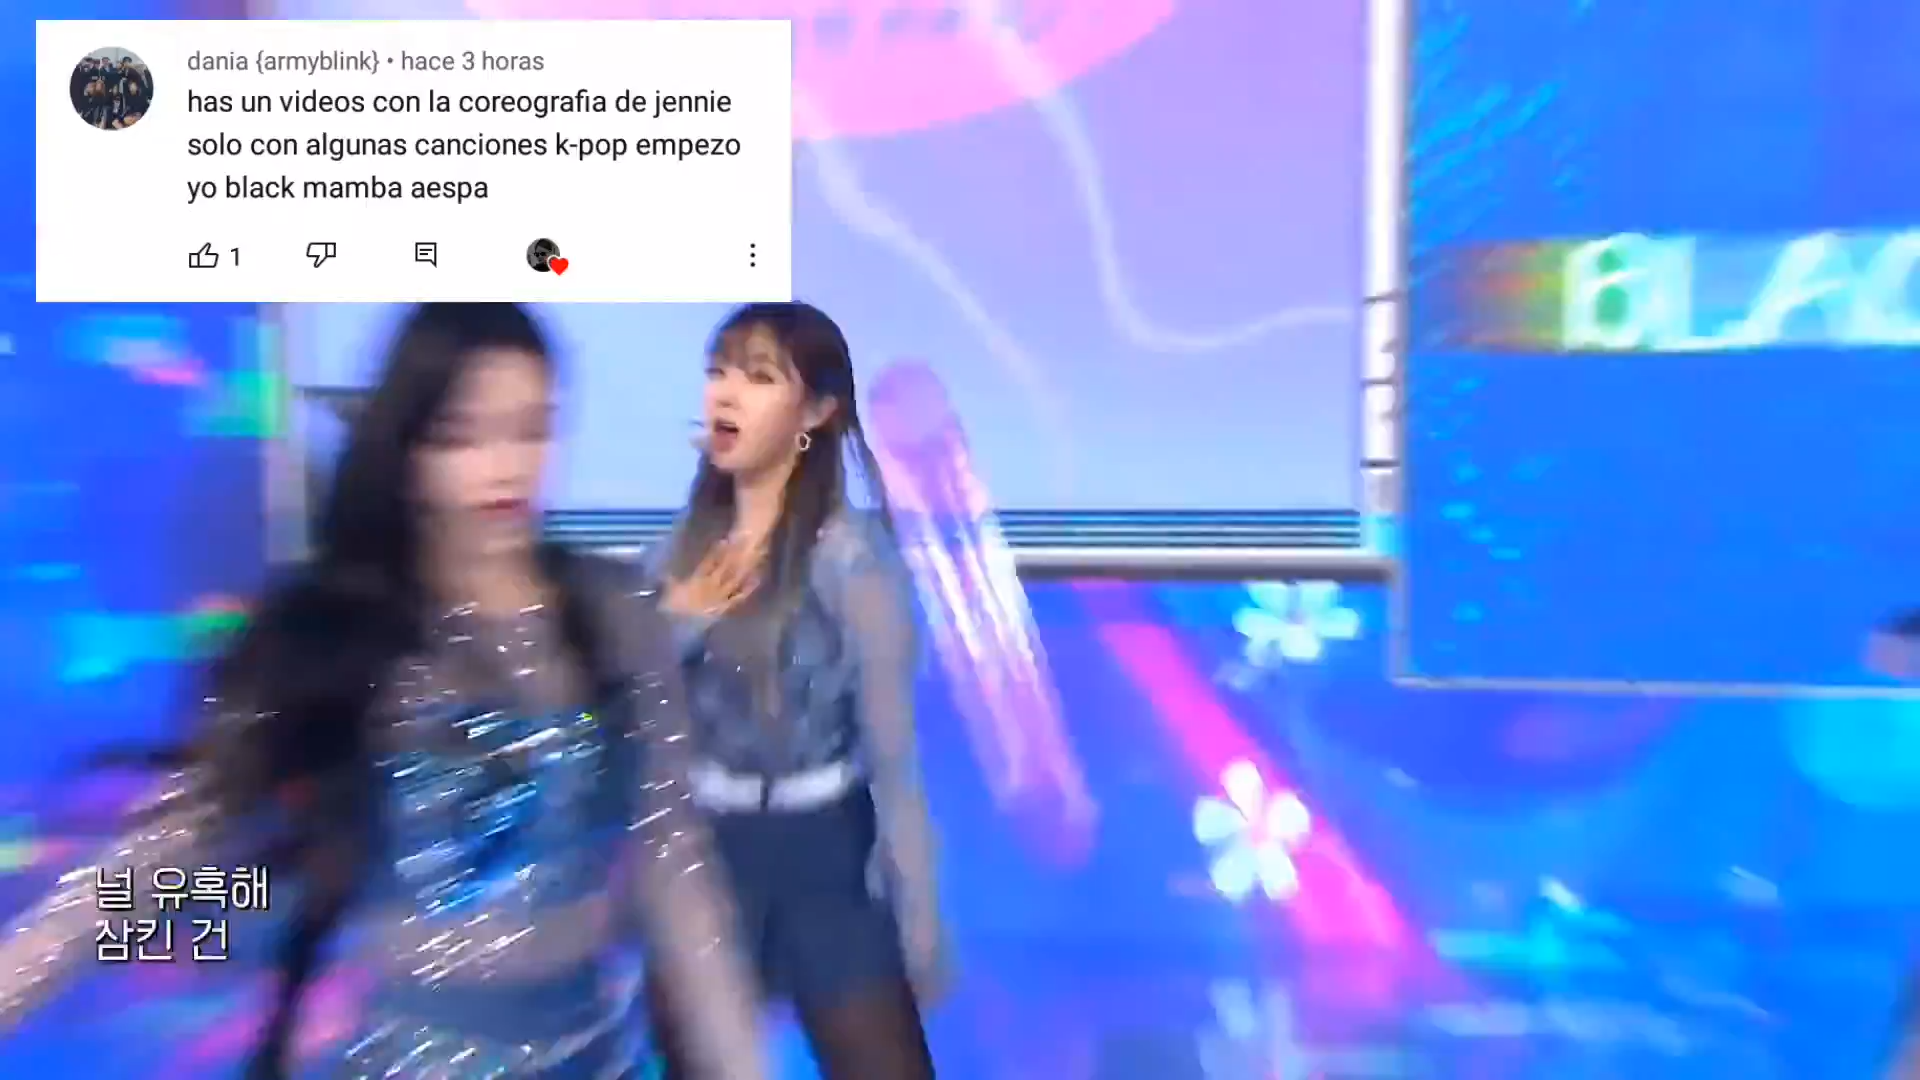 dania {armyblink} • hace 3 horas
has un videos con la coreografia de jennie
solo con algunas canciones k-pop empezo
yo black mamba aespa
1
BLAC
널 유혹해
삼킨 건